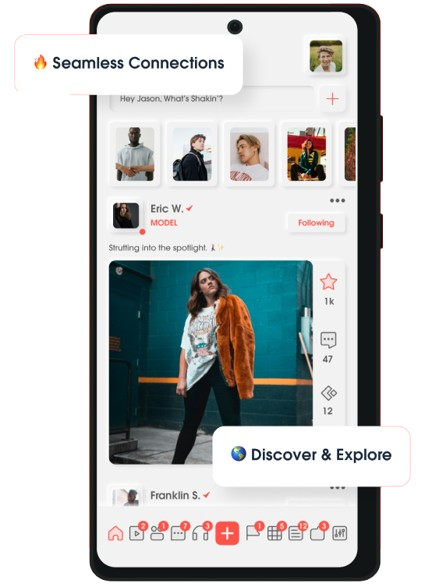 🔥 Seamless Connections
Hey Jason, What's Shakin'?
Eric W.
MODEL
Following
Strutting into the spotlight.
1k
47
12
🌎 Discover & Explore
Franklin S.
2 1 7 3 1 5 12 3